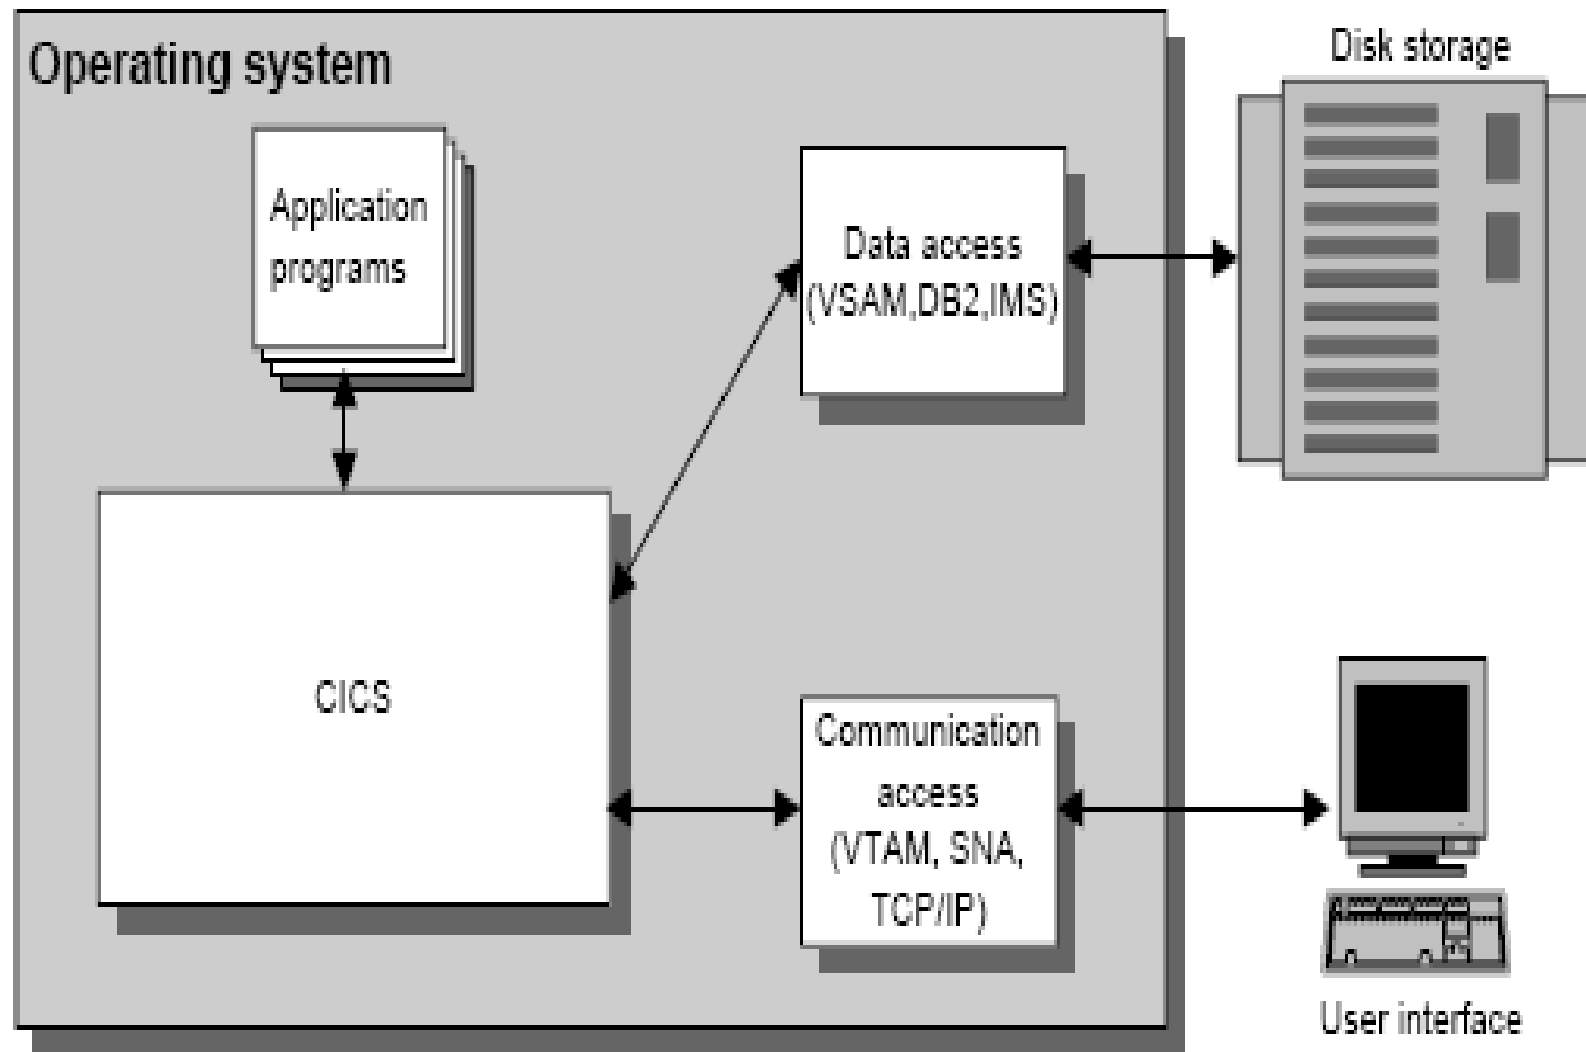 Operating system
Application
programs
Data access
(VSAM,DB2,IMS)
Disk storage
CICS
Communication
access
(VTAM, SNA,
TCP/IP)
User interface